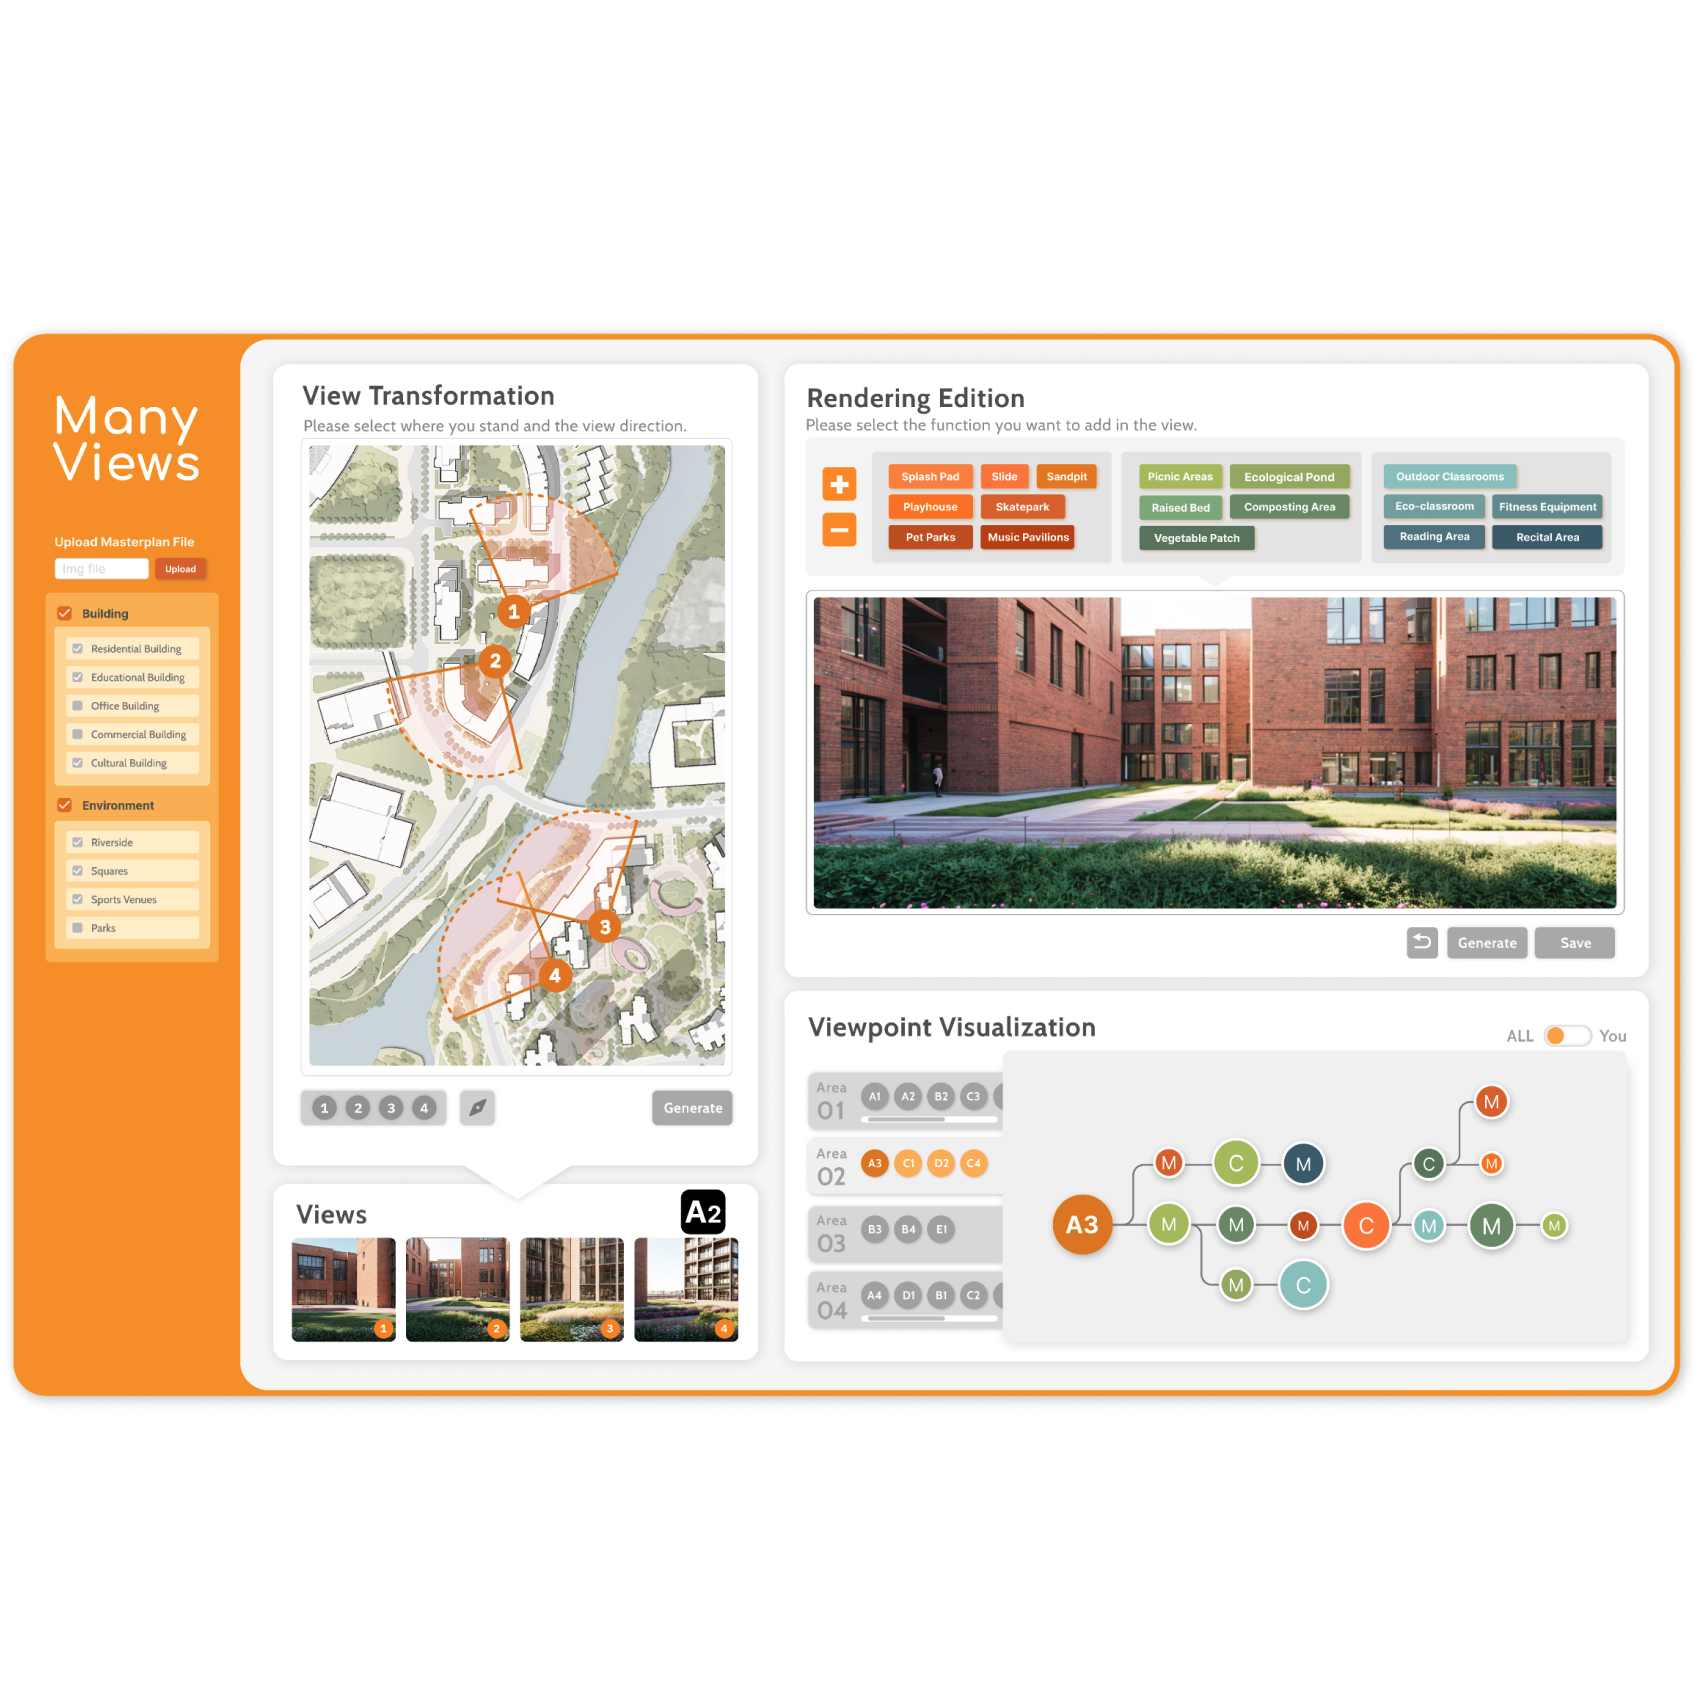 Many
Views
Upload Masterplan File
Img file
Upload
Building
Residential Building
Educational Building
Office Building
Commercial Building
Cultural Building
Environment
Riverside
Squares
Sports Venues
Parks
View Transformation
Please select where you stand and the view direction.
1
2
3
4
1 2 3 4
Generate
Views
A2
1 2 3 4
Rendering Edition
Please select the function you want to add in the view.
+
−
Splash Pad Slide Sandpit
Playhouse Skatepark
Pet Parks Music Pavilions
Picnic Areas Ecological Pond
Raised Bed Composting Area
Vegetable Patch
Outdoor Classrooms
Eco-classroom Fitness Equipment
Reading Area Recital Area
Generate Save
Viewpoint Visualization
ALL You
Area
01
A1 A2 B2 C3
Area
02
A3 C1 D2 C4
Area
03
B3 B4 E1
Area
04
A4 D1 B1 C2
M
M C M C M
A3 M M M C M M M
M C